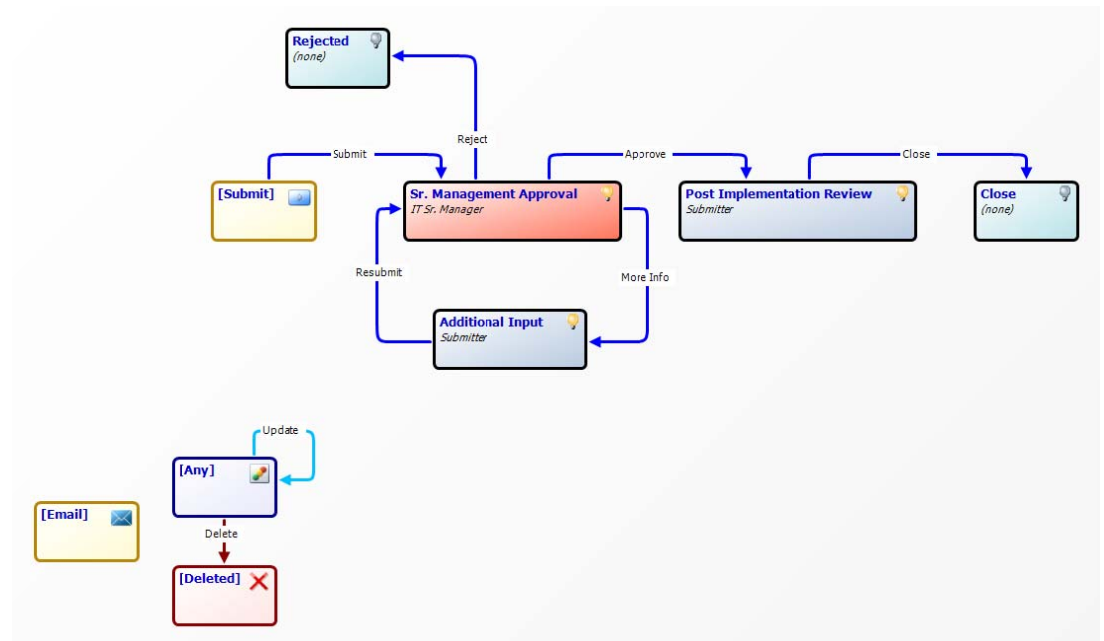 Rejected
(none)
Reject
Submit
Approve
Close
[Submit]
Sr. Management Approval
IT Sr. Manager
Post Implementation Review
Submitter
Close
(none)
Resubmit
More Info
Additional Input
Submitter
Update
[Any]
[Email]
Delete
[Deleted]